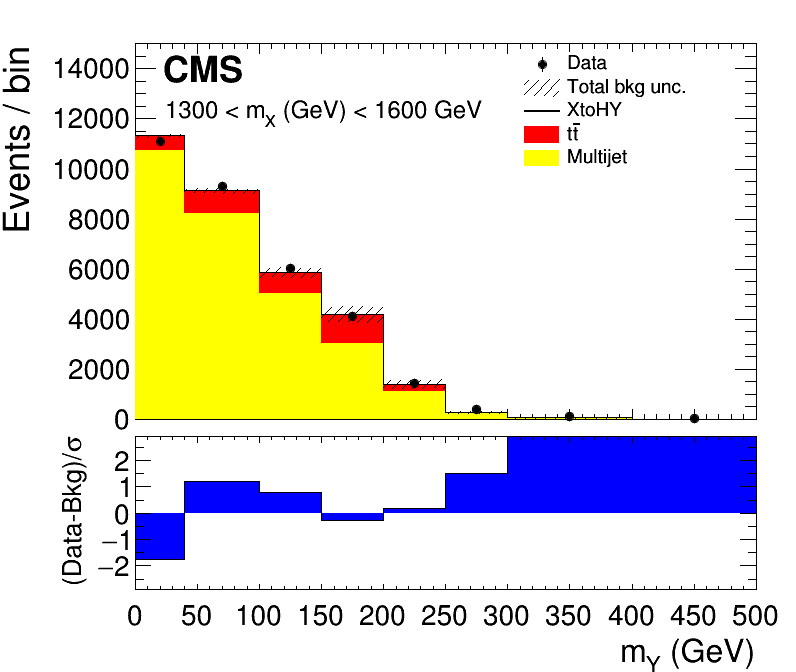 Events / bin
14000
12000
10000
8000
6000
4000
2000
0
CMS
1300 < m_X (GeV) < 1600 GeV
Data
Total bkg unc.
XtoHY
tt̄
Multijet
(Data-Bkg)/σ
2
1
0
−1
−2
0 50 100 150 200 250 300 350 400 450 500
m_Y (GeV)